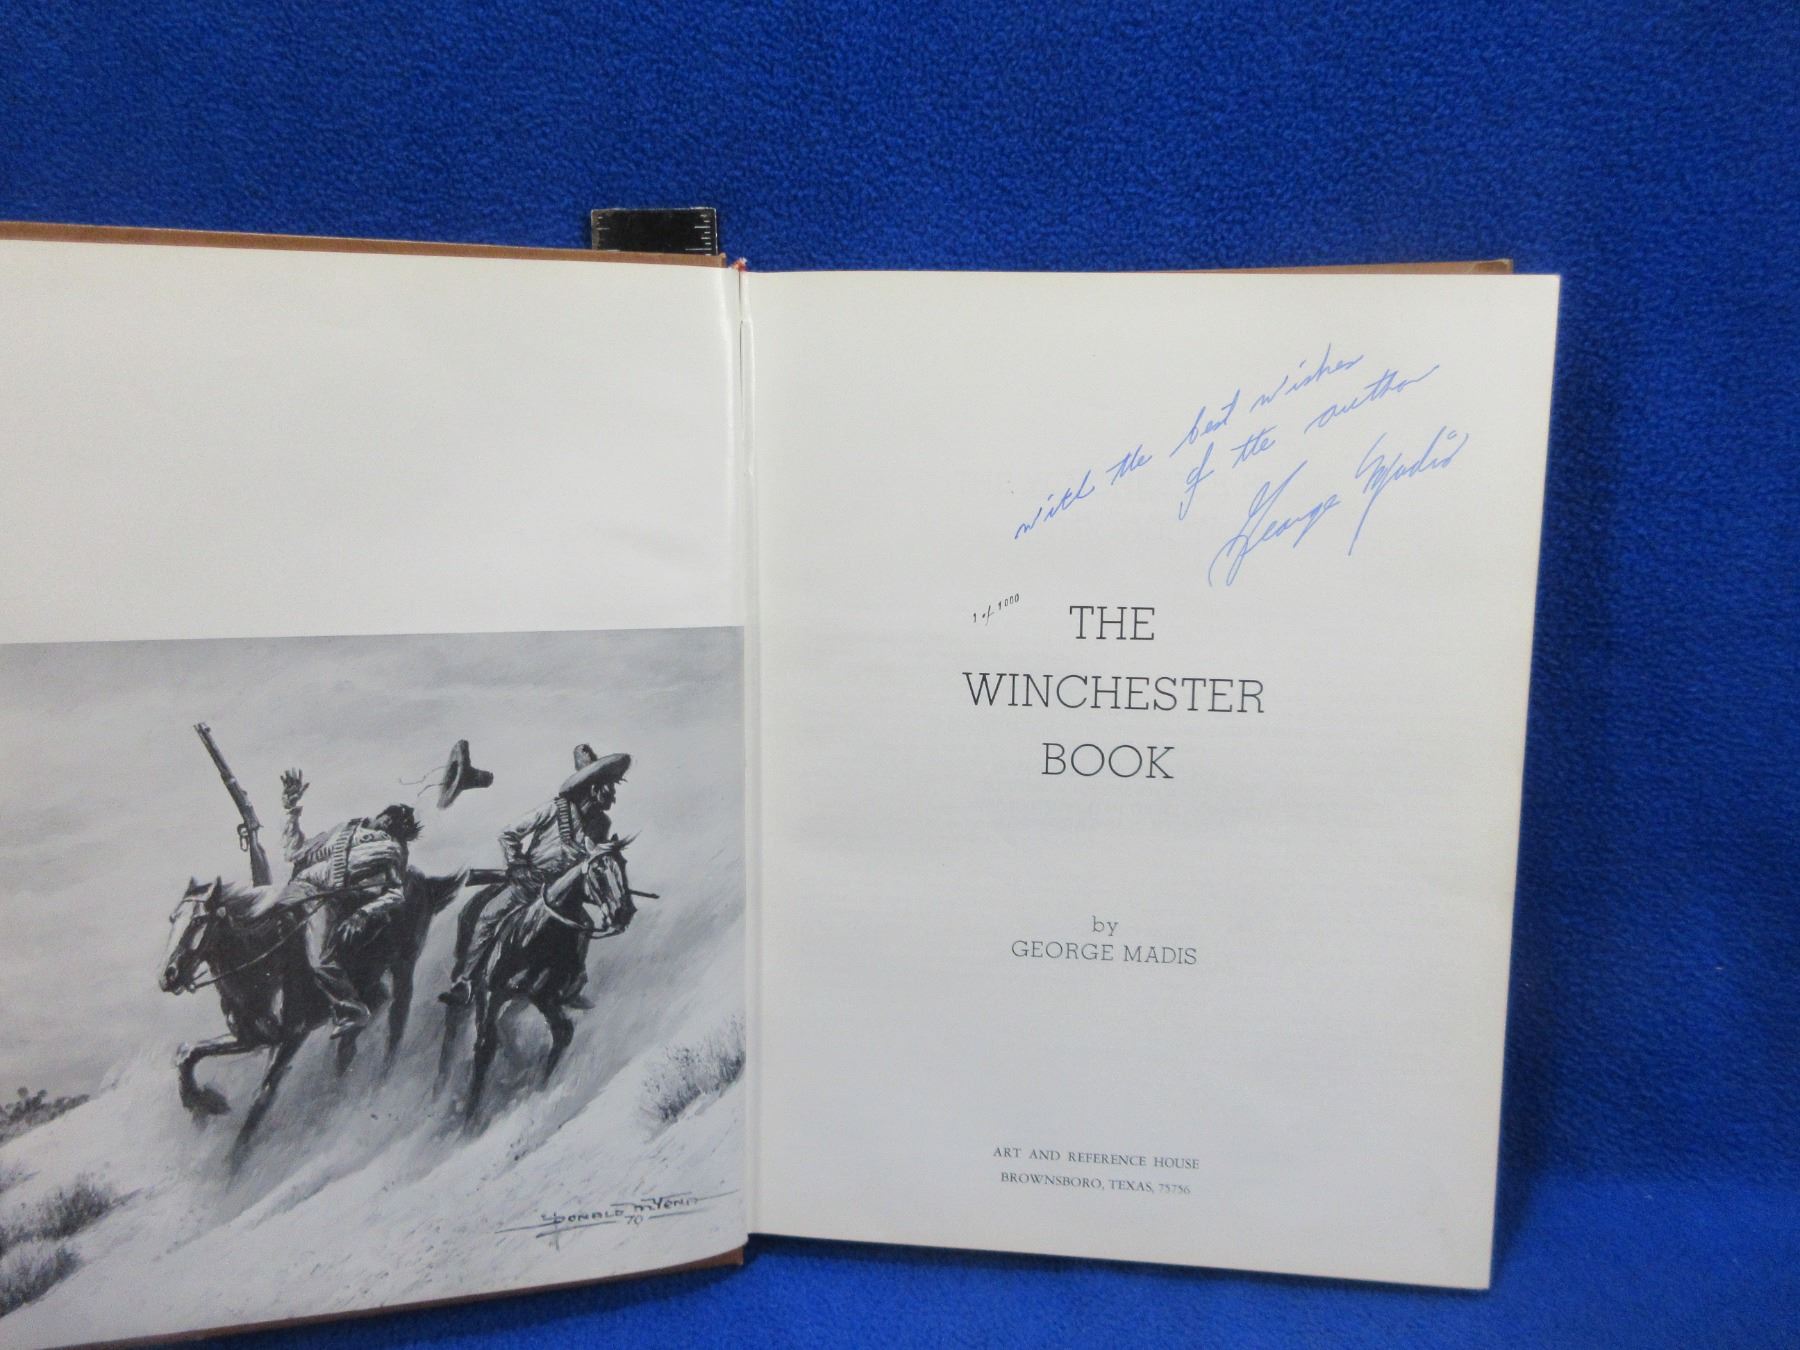 with the best wishes
of the author
George Madis
1 of 1000
THE
WINCHESTER
BOOK
by
GEORGE MADIS
ART AND REFERENCE HOUSE
BROWNSBORO, TEXAS, 75756
DONALD M. YENA
70